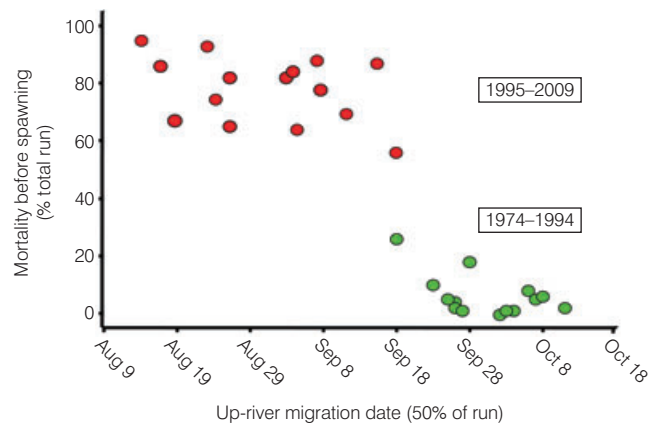 100
80
60
40
20
0
Mortality before spawning
(% total run)
1995–2009
1974–1994
Aug 9
Aug 19
Aug 29
Sep 8
Sep 18
Sep 28
Oct 8
Oct 18
Up-river migration date (50% of run)